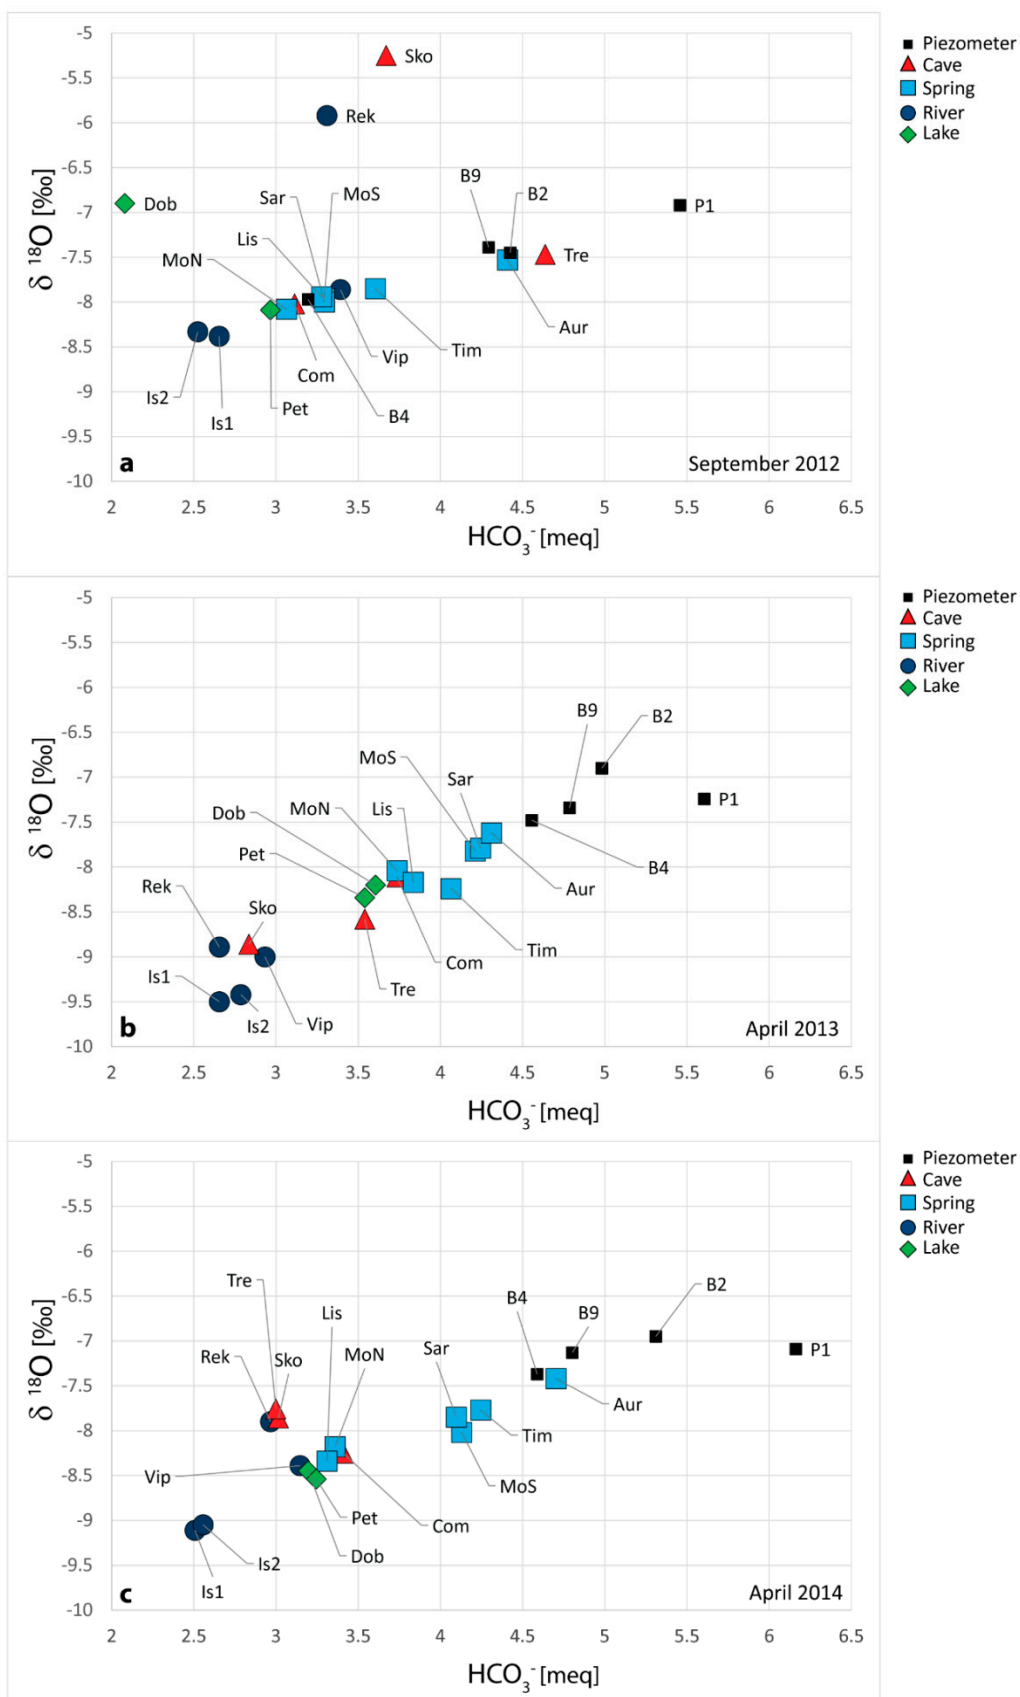 -5
-5.5
-6
-6.5
-7
-7.5
-8
-8.5
-9
-9.5
-10
δ ¹⁸O [‰]
Sko
Rek
Dob
Sar
MoS
Lis
MoN
B9
B2
P1
Tre
Aur
Tim
Vip
Com
B4
Pet
Is2
Is1
a
September 2012
2 2.5 3 3.5 4 4.5 5 5.5 6 6.5
HCO₃⁻ [meq]
Piezometer
Cave
Spring
River
Lake
-5
-5.5
-6
-6.5
-7
-7.5
-8
-8.5
-9
-9.5
-10
δ ¹⁸O [‰]
B9
B2
MoS
Sar
P1
MoN
Lis
Dob
Pet
B4
Aur
Rek
Sko
Tim
Com
Tre
Is1
Is2
Vip
b
April 2013
2 2.5 3 3.5 4 4.5 5 5.5 6 6.5
HCO₃⁻ [meq]
Piezometer
Cave
Spring
River
Lake
-5
-5.5
-6
-6.5
-7
-7.5
-8
-8.5
-9
-9.5
-10
δ ¹⁸O [‰]
Tre
Lis
B4
B9
B2
Rek
Sko
MoN
Sar
P1
Aur
Tim
Vip
MoS
Pet
Com
Dob
Is2
Is1
c
April 2014
2 2.5 3 3.5 4 4.5 5 5.5 6 6.5
HCO₃⁻ [meq]
Piezometer
Cave
Spring
River
Lake